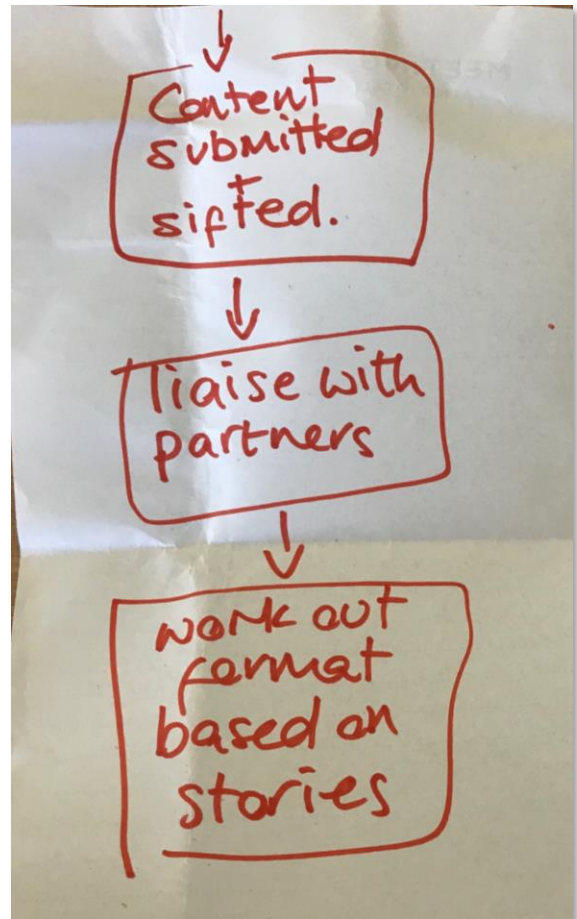 Content
submitted
+
sifted.
liaise with
partners
work out
format
based on
stories